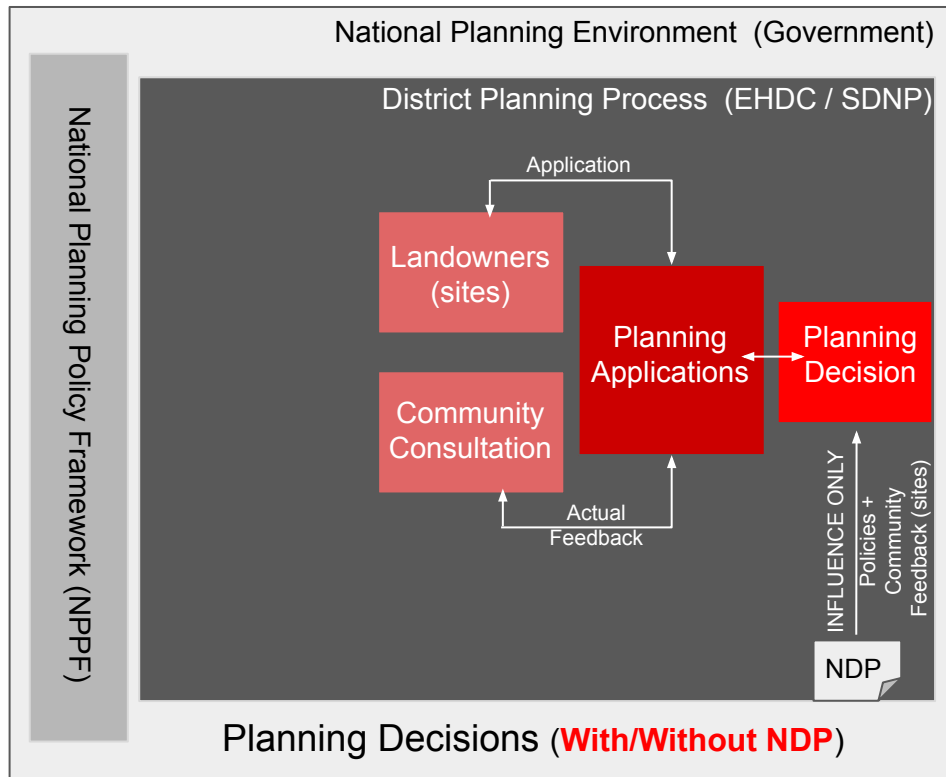 National Planning Environment (Government)
National Planning Policy Framework (NPPF)
District Planning Process (EHDC / SDNP)
Application
Landowners
(sites)
Planning
Applications
Planning
Decision
Community
Consultation
Actual
Feedback
INFLUENCE ONLY
Policies +
Community
Feedback (sites)
NDP
Planning Decisions (With/Without NDP)